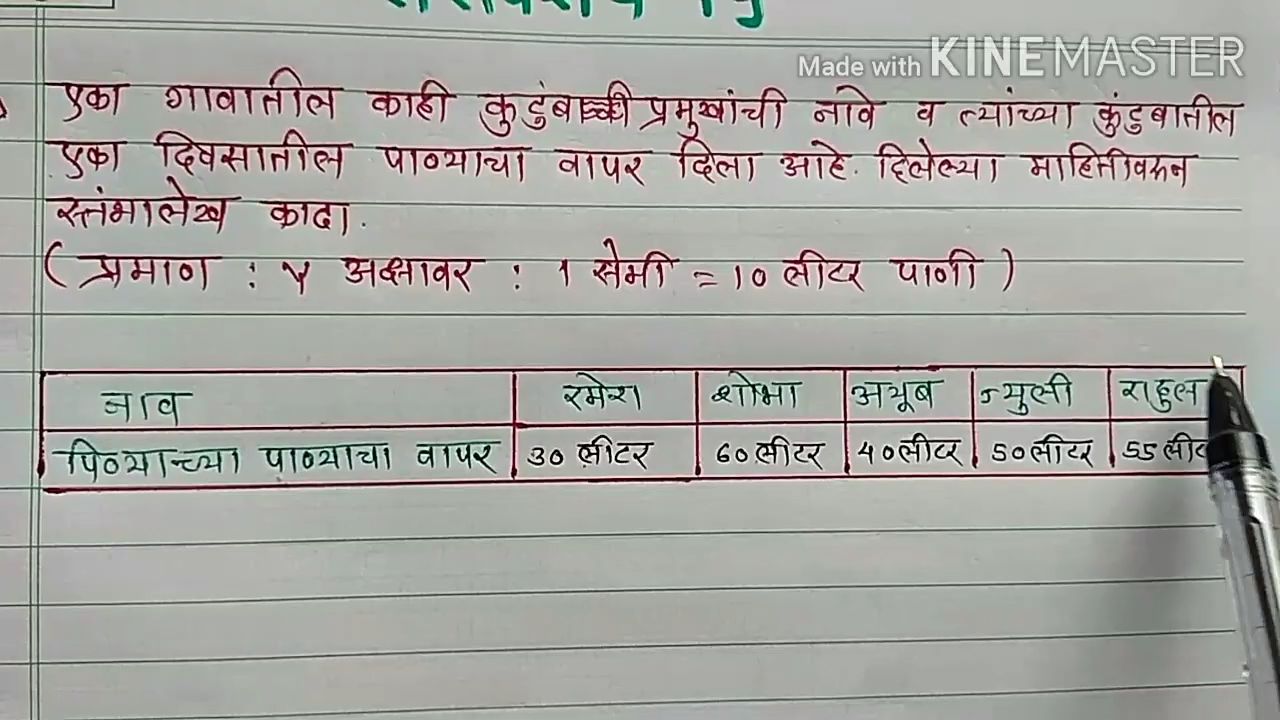 Made with KINEMASTER
एका गावातील काही कुटुंबाची प्रमुखांची नावे व त्यांच्या कुंटुबातील
एका दिवसातील पाण्याचा वापर दिला आहे. दिलेल्या माहितीवरून
स्तंभालेख काढा.
( प्रमाण : Y अक्षावर : 1 सेमी = 10 लीटर पाणी )
नाव रमेश शोभा अयूब ज्युली राहुल
पिण्याच्या पाण्याचा वापर 30 लीटर 60 लीटर 40 लीटर 50 लीटर 55